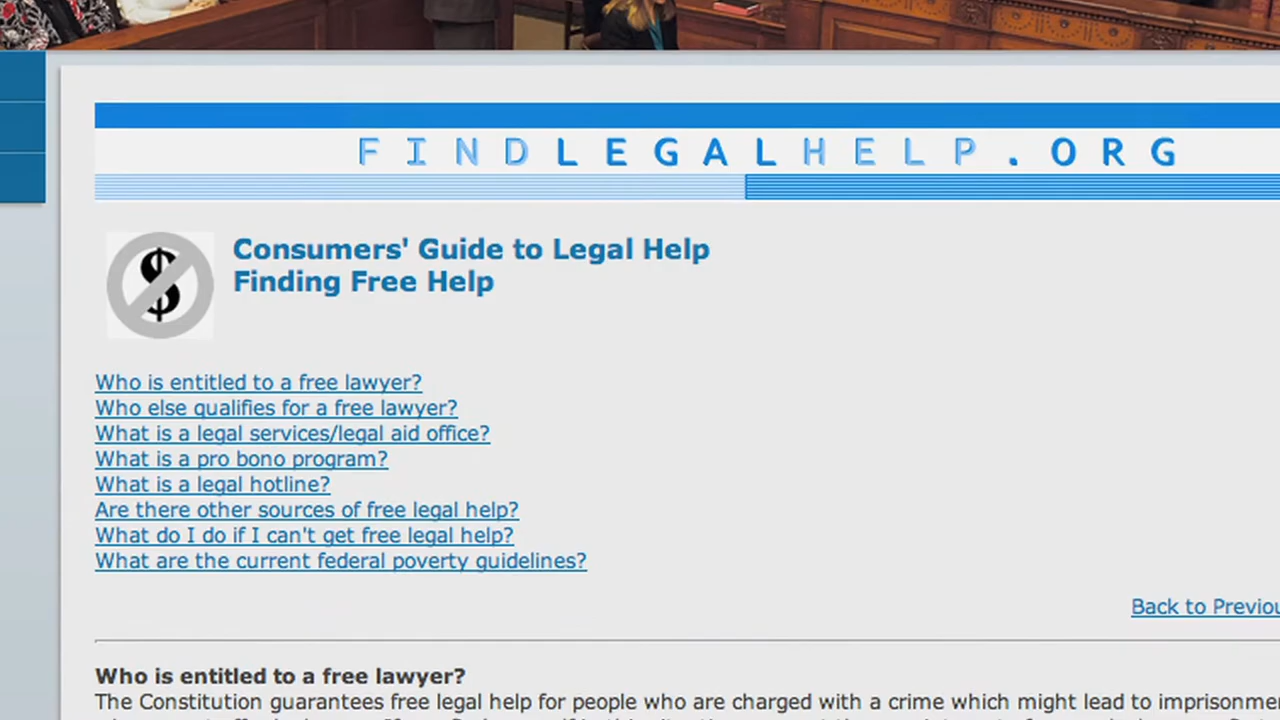 FINDLEGALHELP.ORG
$
Consumers' Guide to Legal Help
Finding Free Help
Who is entitled to a free lawyer?
Who else qualifies for a free lawyer?
What is a legal services/legal aid office?
What is a pro bono program?
What is a legal hotline?
Are there other sources of free legal help?
What do I do if I can't get free legal help?
What are the current federal poverty guidelines?
Back to Previou
Who is entitled to a free lawyer?
The Constitution guarantees free legal help for people who are charged with a crime which might lead to imprisonme